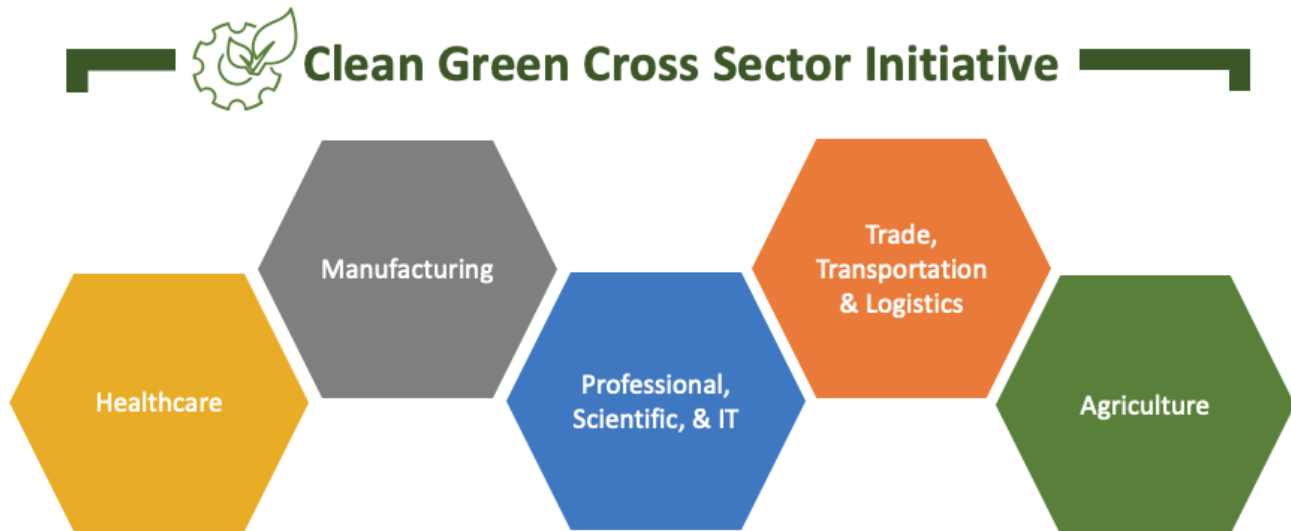 Clean Green Cross Sector Initiative
Healthcare
Manufacturing
Professional,
Scientific, & IT
Trade,
Transportation
& Logistics
Agriculture